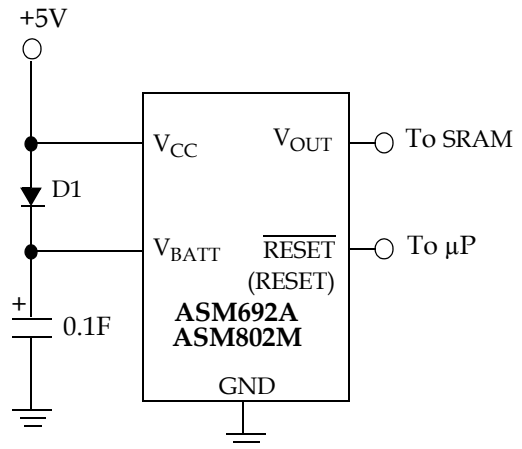 +5V
V_CC
V_OUT
To SRAM
D1
V_BATT
RESET
To µP
(RESET)
+
0.1F
ASM692A
ASM802M
GND